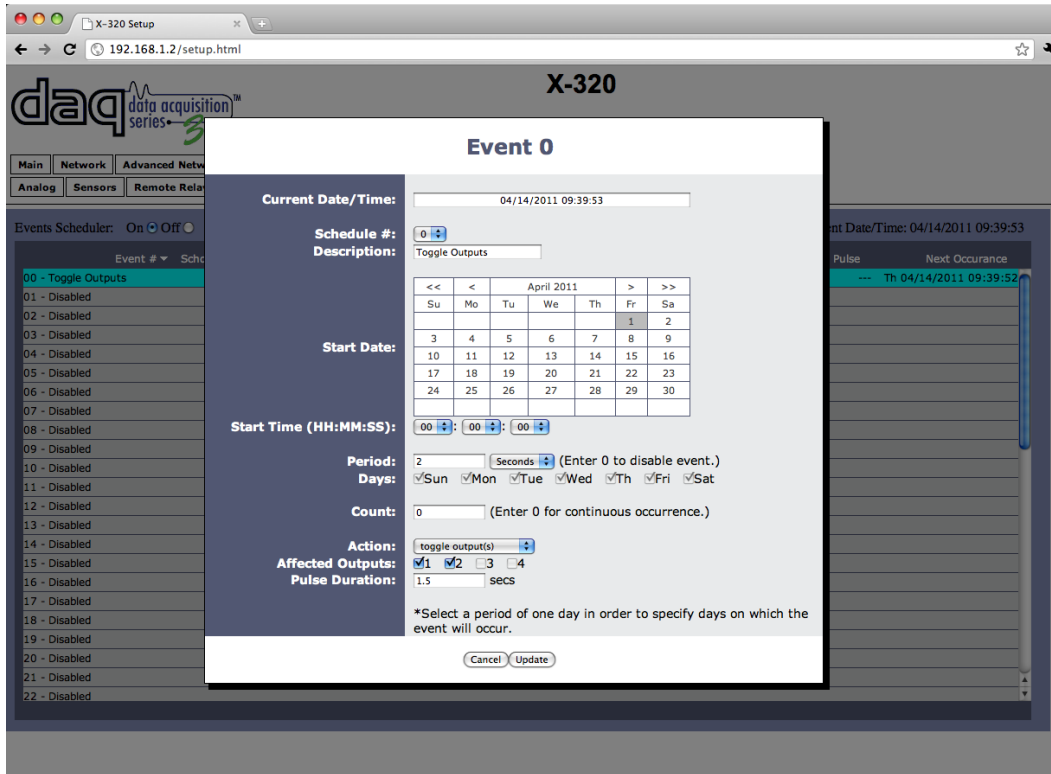 X-320 Setup
192.168.1.2/setup.html
X-320
daq data acquisition™
series 3
Main Network Advanced Netw
Analog Sensors Remote Rela
Events Scheduler: On Off
nt Date/Time: 04/14/2011 09:39:53
Event # Scho
Pulse Next Occurance
00 - Toggle Outputs
--- Th 04/14/2011 09:39:52
01 - Disabled
02 - Disabled
03 - Disabled
04 - Disabled
05 - Disabled
06 - Disabled
07 - Disabled
08 - Disabled
09 - Disabled
10 - Disabled
11 - Disabled
12 - Disabled
13 - Disabled
14 - Disabled
15 - Disabled
16 - Disabled
17 - Disabled
18 - Disabled
19 - Disabled
20 - Disabled
21 - Disabled
22 - Disabled
Event 0
Current Date/Time: 04/14/2011 09:39:53
Schedule #: 0
Description: Toggle Outputs
Start Date:
<< < April 2011 > >>
Su Mo Tu We Th Fr Sa
1 2
3 4 5 6 7 8 9
10 11 12 13 14 15 16
17 18 19 20 21 22 23
24 25 26 27 28 29 30
Start Time (HH:MM:SS): 00 : 00 : 00
Period: 2 Seconds (Enter 0 to disable event.)
Days: Sun Mon Tue Wed Th Fri Sat
Count: 0 (Enter 0 for continuous occurrence.)
Action: toggle output(s)
Affected Outputs: 1 2 3 4
Pulse Duration: 1.5 secs
*Select a period of one day in order to specify days on which the
event will occur.
Cancel Update